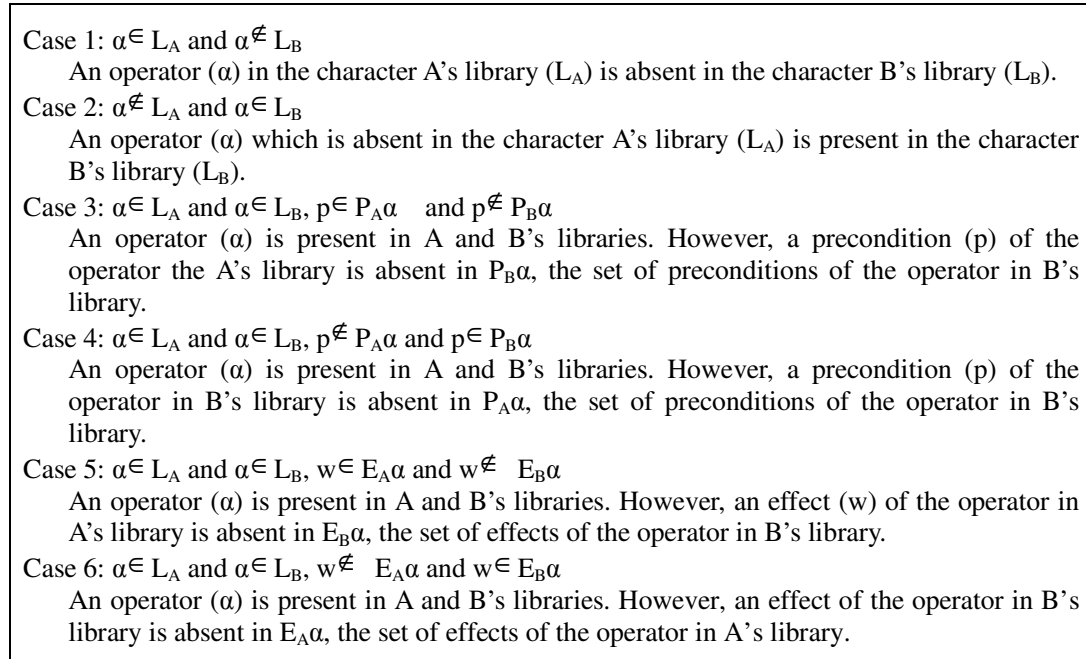 Case 1: α∈ L_A and α∉ L_B
An operator (α) in the character A's library (L_A) is absent in the character B's library (L_B).
Case 2: α∉ L_A and α∈ L_B
An operator (α) which is absent in the character A's library (L_A) is present in the character
B's library (L_B).
Case 3: α∈ L_A and α∈ L_B, p∈ P_Aα and p∉ P_Bα
An operator (α) is present in A and B's libraries. However, a precondition (p) of the
operator the A's library is absent in P_Bα, the set of preconditions of the operator in B's
library.
Case 4: α∈ L_A and α∈ L_B, p∉ P_Aα and p∈ P_Bα
An operator (α) is present in A and B's libraries. However, a precondition (p) of the
operator in B's library is absent in P_Aα, the set of preconditions of the operator in B's
library.
Case 5: α∈ L_A and α∈ L_B, w∈ E_Aα and w∉ E_Bα
An operator (α) is present in A and B's libraries. However, an effect (w) of the operator in
A's library is absent in E_Bα, the set of effects of the operator in B's library.
Case 6: α∈ L_A and α∈ L_B, w∉ E_Aα and w∈ E_Bα
An operator (α) is present in A and B's libraries. However, an effect of the operator in B's
library is absent in E_Aα, the set of effects of the operator in A's library.